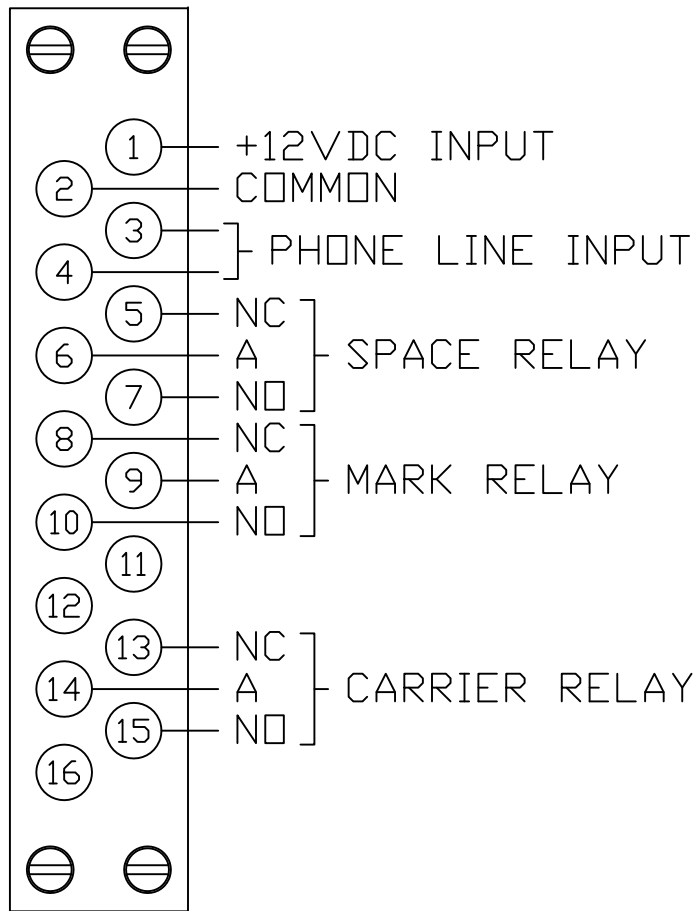 1 +12VDC INPUT
2 COMMON
3
PHONE LINE INPUT
4
5 NC
6 A SPACE RELAY
7 NO
8 NC
9 A MARK RELAY
10 NO
11
12
13 NC
14 A CARRIER RELAY
15 NO
16